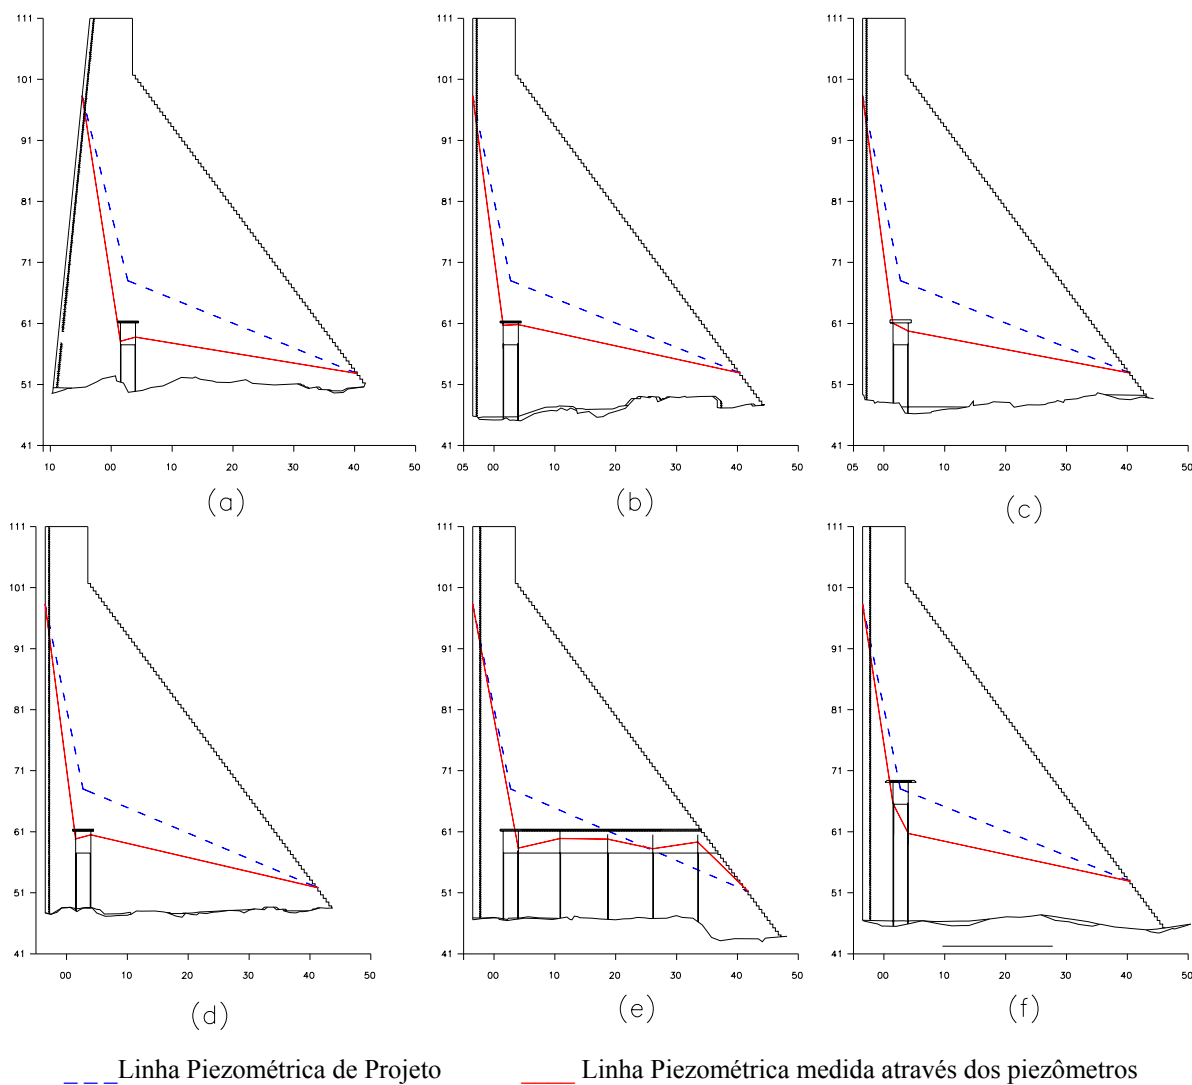 111 111 111
101 101 101
91 91 91
81 81 81
71 71 71
61 61 61
51 51 51
41 41 41
10 00 10 20 30 40 50 05 00 10 20 30 40 50 05 00 10 20 30 40 50
(a) (b) (c)
111 111 111
101 101 101
91 91 91
81 81 81
71 71 71
61 61 61
51 51 51
41 41 41
00 10 20 30 40 50 00 10 20 30 40 50 00 10 20 30 40 50
(d) (e) (f)
Linha Piezométrica de Projeto Linha Piezométrica medida através dos piezômetros